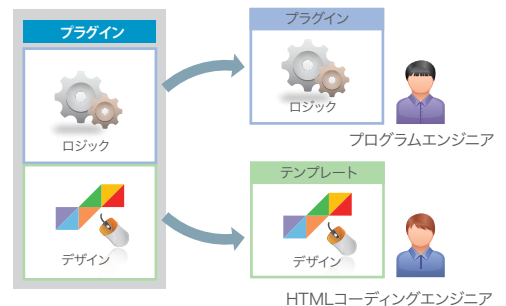 プラグイン
ロジック
デザイン
プラグイン
ロジック
プログラムエンジニア
テンプレート
デザイン
HTMLコーディングエンジニア